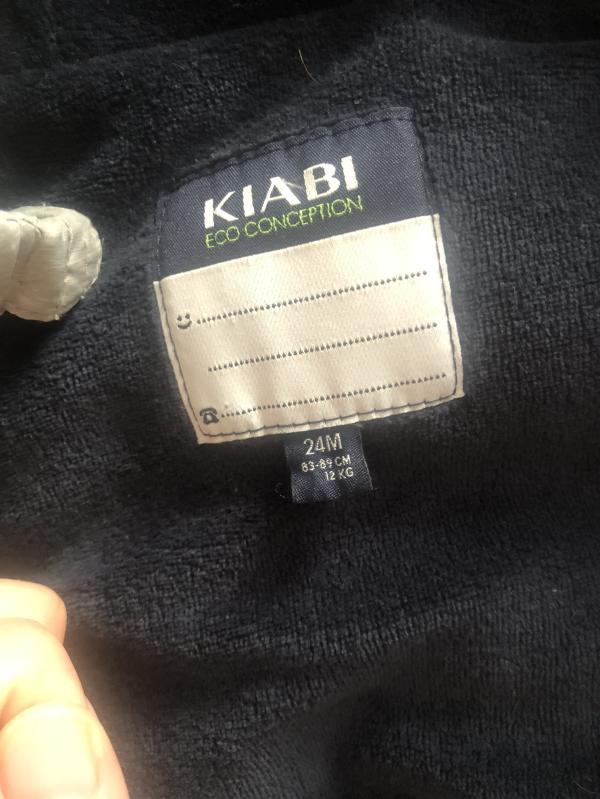 KIABI
ECO CONCEPTION
24M
83-89 CM
12 KG